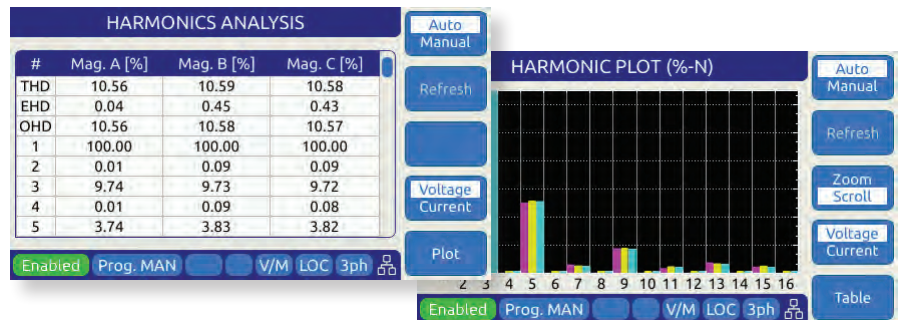 HARMONICS ANALYSIS
# Mag. A [%] Mag. B [%] Mag. C [%]
THD 10.56 10.59 10.58
EHD 0.04 0.45 0.43
OHD 10.56 10.58 10.57
1 100.00 100.00 100.00
2 0.01 0.09 0.09
3 9.74 9.73 9.72
4 0.01 0.09 0.08
5 3.74 3.83 3.82
Auto
Manual
Refresh
Voltage
Current
Plot
Enabled Prog. MAN V/M LOC 3ph
HARMONIC PLOT (%-N)
2 3 4 5 6 7 8 9 10 11 12 13 14 15 16
Auto
Manual
Refresh
Zoom
Scroll
Voltage
Current
Table
Enabled Prog. MAN V/M LOC 3ph